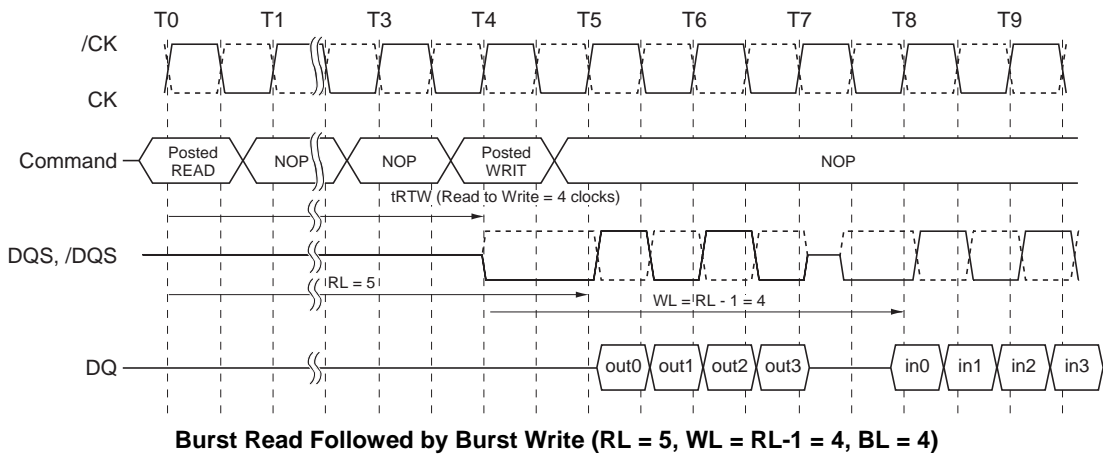 T0 T1 T3 T4 T5 T6 T7 T8 T9
/CK
CK
Command
Posted READ
NOP
NOP
Posted WRIT
NOP
tRTW (Read to Write = 4 clocks)
DQS, /DQS
RL = 5
WL = RL - 1 = 4
DQ
out0 out1 out2 out3 in0 in1 in2 in3
Burst Read Followed by Burst Write (RL = 5, WL = RL-1 = 4, BL = 4)